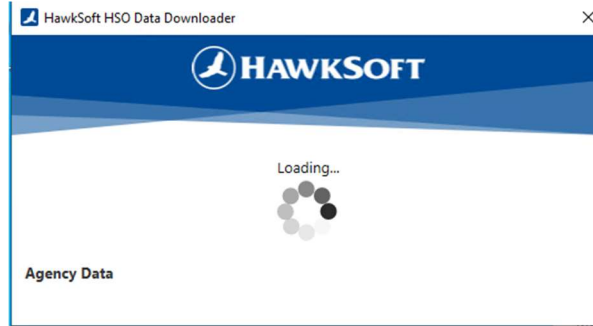 HawkSoft HSO Data Downloader
HAWKSOFT
Loading...
Agency Data